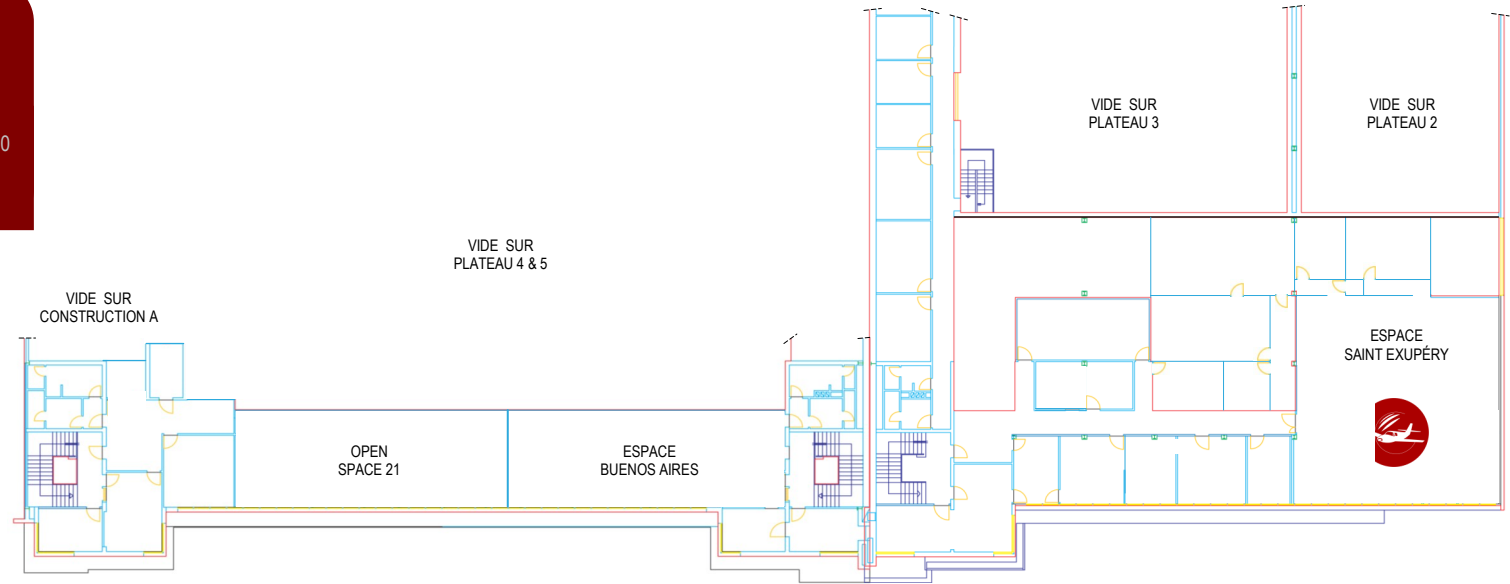 0
VIDE SUR
PLATEAU 3
VIDE SUR
PLATEAU 2
VIDE SUR
PLATEAU 4 & 5
VIDE SUR
CONSTRUCTION A
ESPACE
SAINT EXUPÉRY
OPEN
SPACE 21
ESPACE
BUENOS AIRES